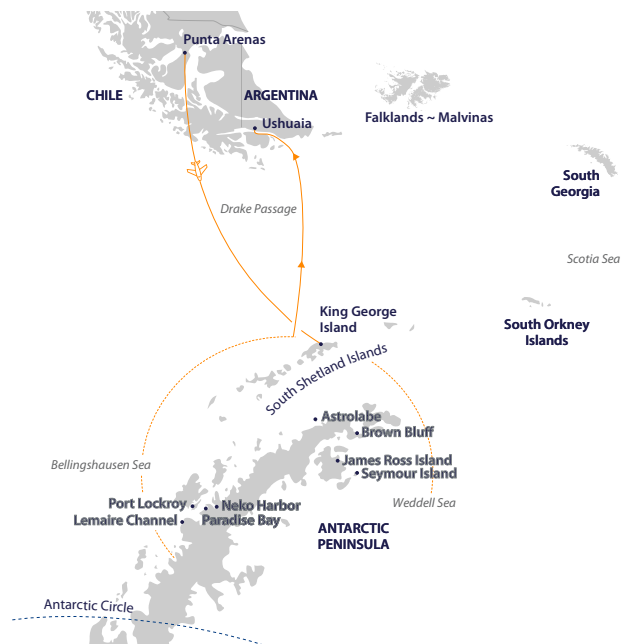 Punta Arenas
CHILE
ARGENTINA
Falklands ~ Malvinas
Ushuaia
South
Georgia
Drake Passage
Scotia Sea
King George
Island
South Orkney
Islands
South Shetland Islands
Astrolabe
Brown Bluff
Bellingshausen Sea
James Ross Island
Seymour Island
Port Lockroy
Neko Harbor
Weddell Sea
Lemaire Channel
Paradise Bay
ANTARCTIC
PENINSULA
Antarctic Circle